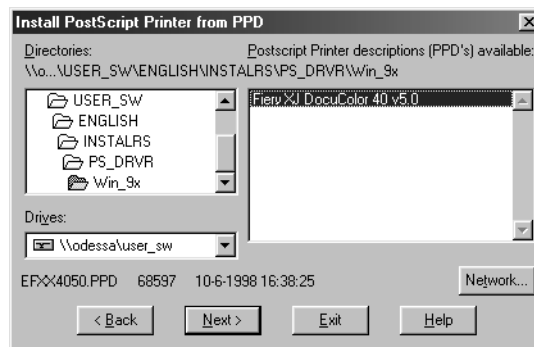 Install PostScript Printer from PPD
Directories:
\\o...\USER_SW\ENGLISH\INSTALRS\PS_DRVR\Win_9x
USER_SW
ENGLISH
INSTALRS
PS_DRVR
Win_9x
Drives:
\\odessa\user_sw
Postscript Printer descriptions (PPD's) available:
Fiery XJ DocuColor 40 v5.0
EFXX4050.PPD 68597 10-6-1998 16:38:25
Network...
< Back
Next >
Exit
Help